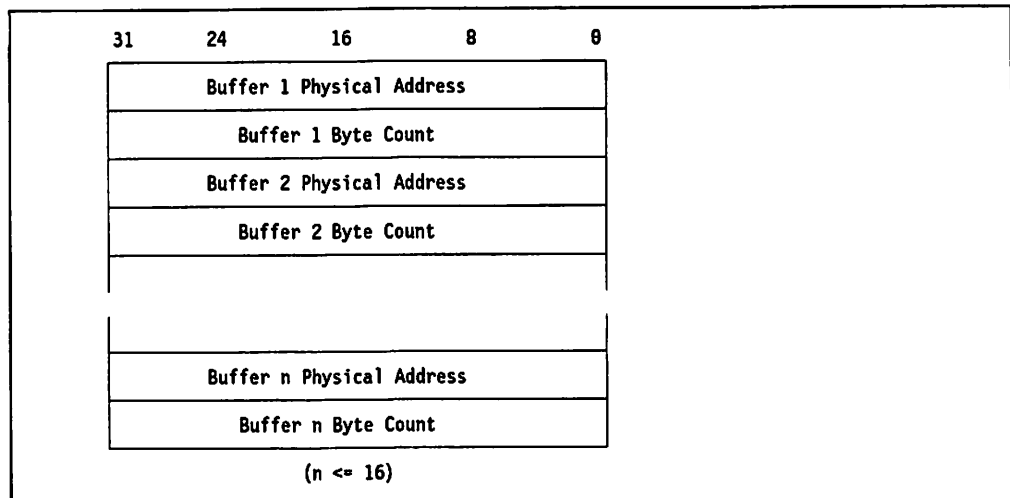 31 24 16 8 0
Buffer 1 Physical Address
Buffer 1 Byte Count
Buffer 2 Physical Address
Buffer 2 Byte Count
Buffer n Physical Address
Buffer n Byte Count
(n <= 16)